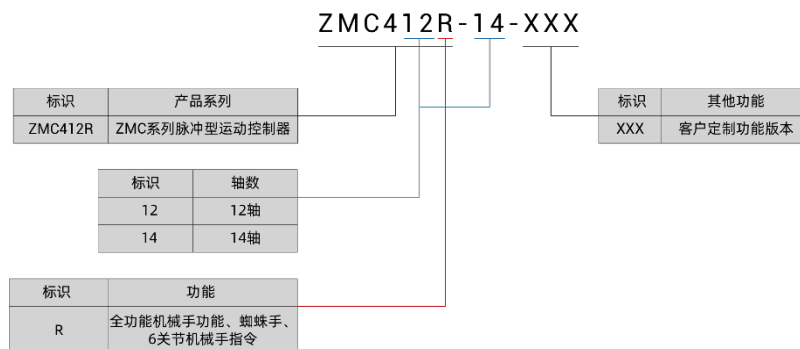 ZMC412R-14-XXX
标识 产品系列
ZMC412R ZMC系列脉冲型运动控制器
标识 其他功能
XXX 客户定制功能版本
标识 轴数
12 12轴
14 14轴
标识 功能
R 全功能机械手功能、蜘蛛手、
6关节机械手指令